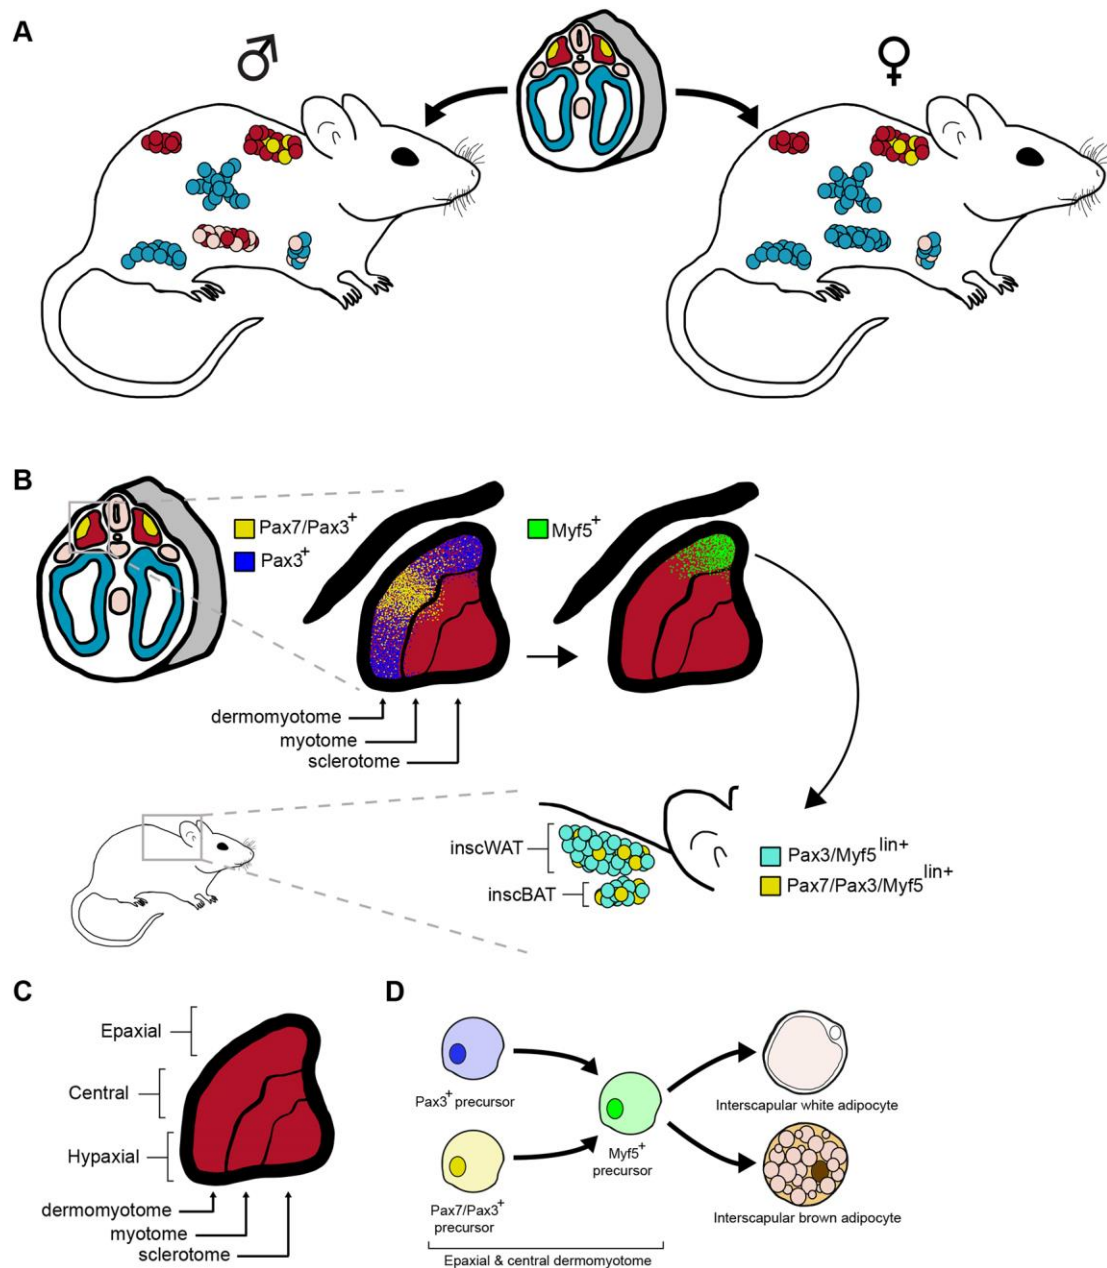 A
♂
♀
B
Pax7/Pax3+
Pax3+
Myf5+
dermomyotome
myotome
sclerotome
inscWAT
inscBAT
Pax3/Myf5lin+
Pax7/Pax3/Myf5lin+
C
Epaxial
Central
Hypaxial
dermomyotome
myotome
sclerotome
D
Pax3+ precursor
Pax7/Pax3+
precursor
Myf5+
precursor
Interscapular white adipocyte
Interscapular brown adipocyte
Epaxial & central dermomyotome